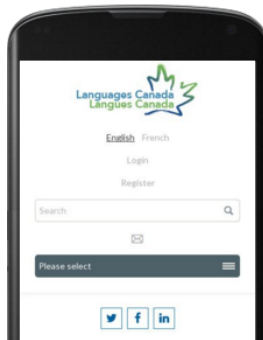 Languages Canada
Langues Canada
English French
Login
Register
Search
Please select